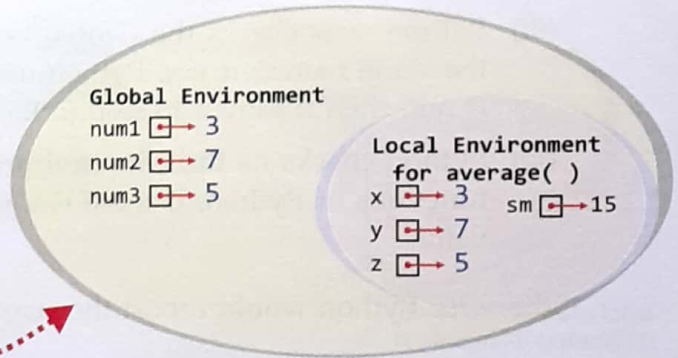 Global Environment
num1 3
num2 7
num3 5
Local Environment
for average( )
x 3
sm 15
y 7
z 5